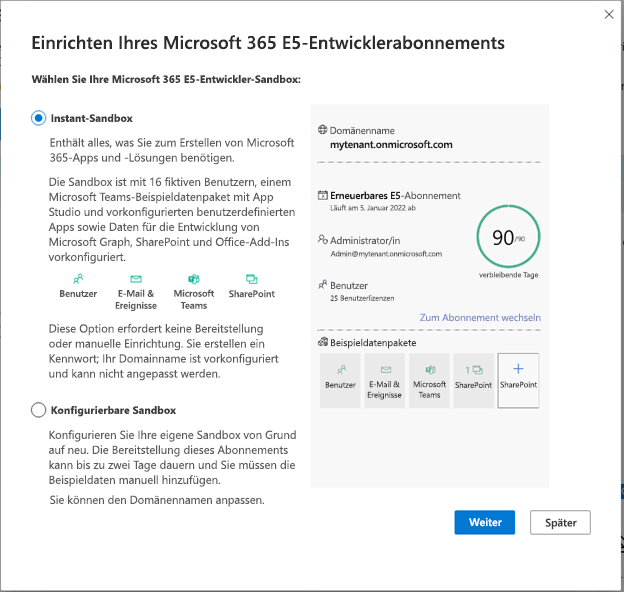 Einrichten Ihres Microsoft 365 E5-Entwicklerabonnements
Wählen Sie Ihre Microsoft 365 E5-Entwickler-Sandbox:
Instant-Sandbox
Enthält alles, was Sie zum Erstellen von Microsoft
365-Apps und -Lösungen benötigen.
Die Sandbox ist mit 16 fiktiven Benutzern, einem
Microsoft Teams-Beispieldatenpaket mit App
Studio und vorkonfigurierten benutzerdefinierten
Apps sowie Daten für die Entwicklung von
Microsoft Graph, SharePoint und Office-Add-Ins
vorkonfiguriert.
Benutzer
E-Mail &
Ereignisse
Microsoft
Teams
SharePoint
Diese Option erfordert keine Bereitstellung
oder manuelle Einrichtung. Sie erstellen ein
Kennwort; Ihr Domainname ist vorkonfiguriert
und kann nicht angepasst werden.
Konfigurierbare Sandbox
Konfigurieren Sie Ihre eigene Sandbox von Grund
auf neu. Die Bereitstellung dieses Abonnements
kann bis zu zwei Tage dauern und Sie müssen die
Beispieldaten manuell hinzufügen.
Sie können den Domänennamen anpassen.
Domänenname
mytenant.onmicrosoft.com
Erneuerbares E5-Abonnement
Läuft am 5. Januar 2022 ab
Administrator/in
Admin@mytenant.onmicrosoft.com
Benutzer
25 Benutzerlizenzen
90/90
verbleibende Tage
Zum Abonnement wechseln
Beispieldatenpakete
Benutzer
E-Mail &
Ereignisse
Microsoft
Teams
1
SharePoint
SharePoint
Weiter
Später